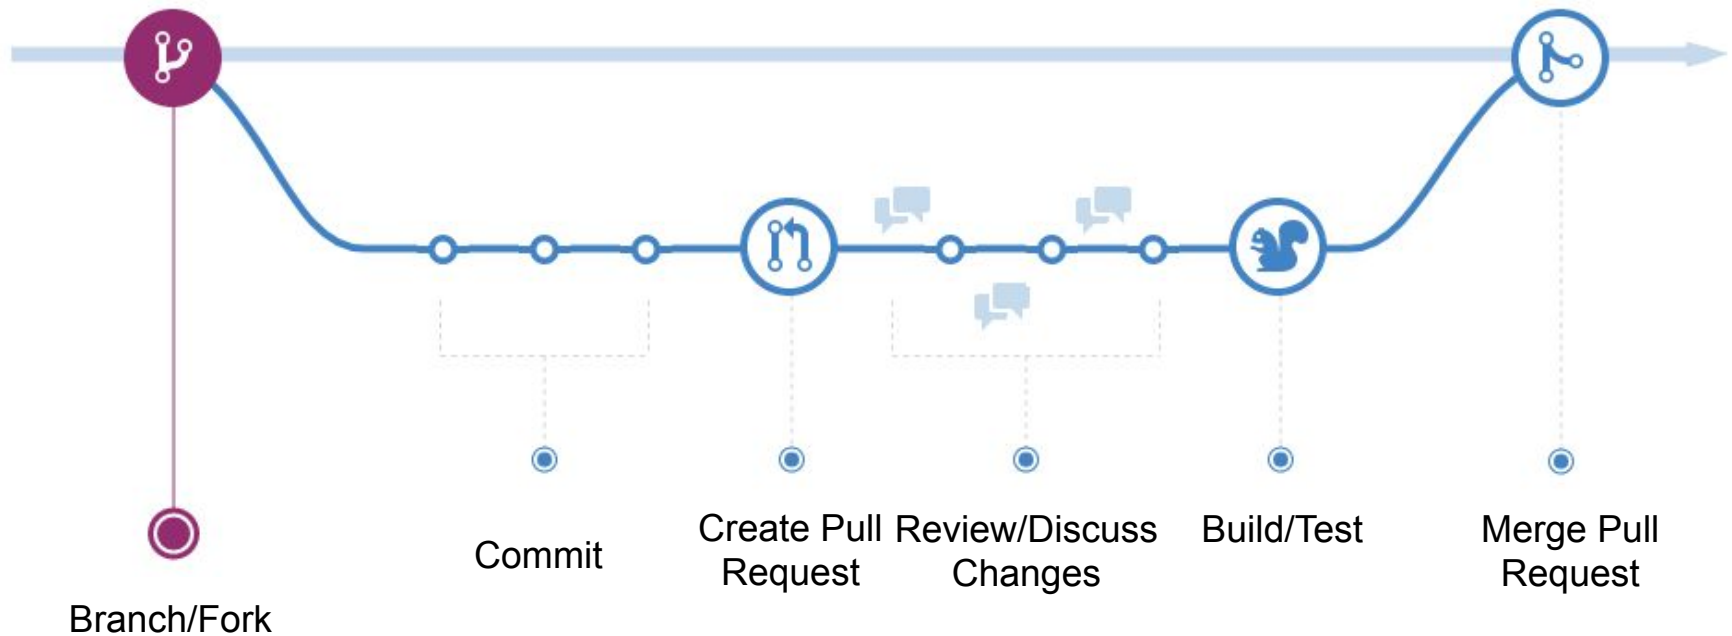 Branch/Fork
Commit
Create Pull
Request
Review/Discuss
Changes
Build/Test
Merge Pull
Request